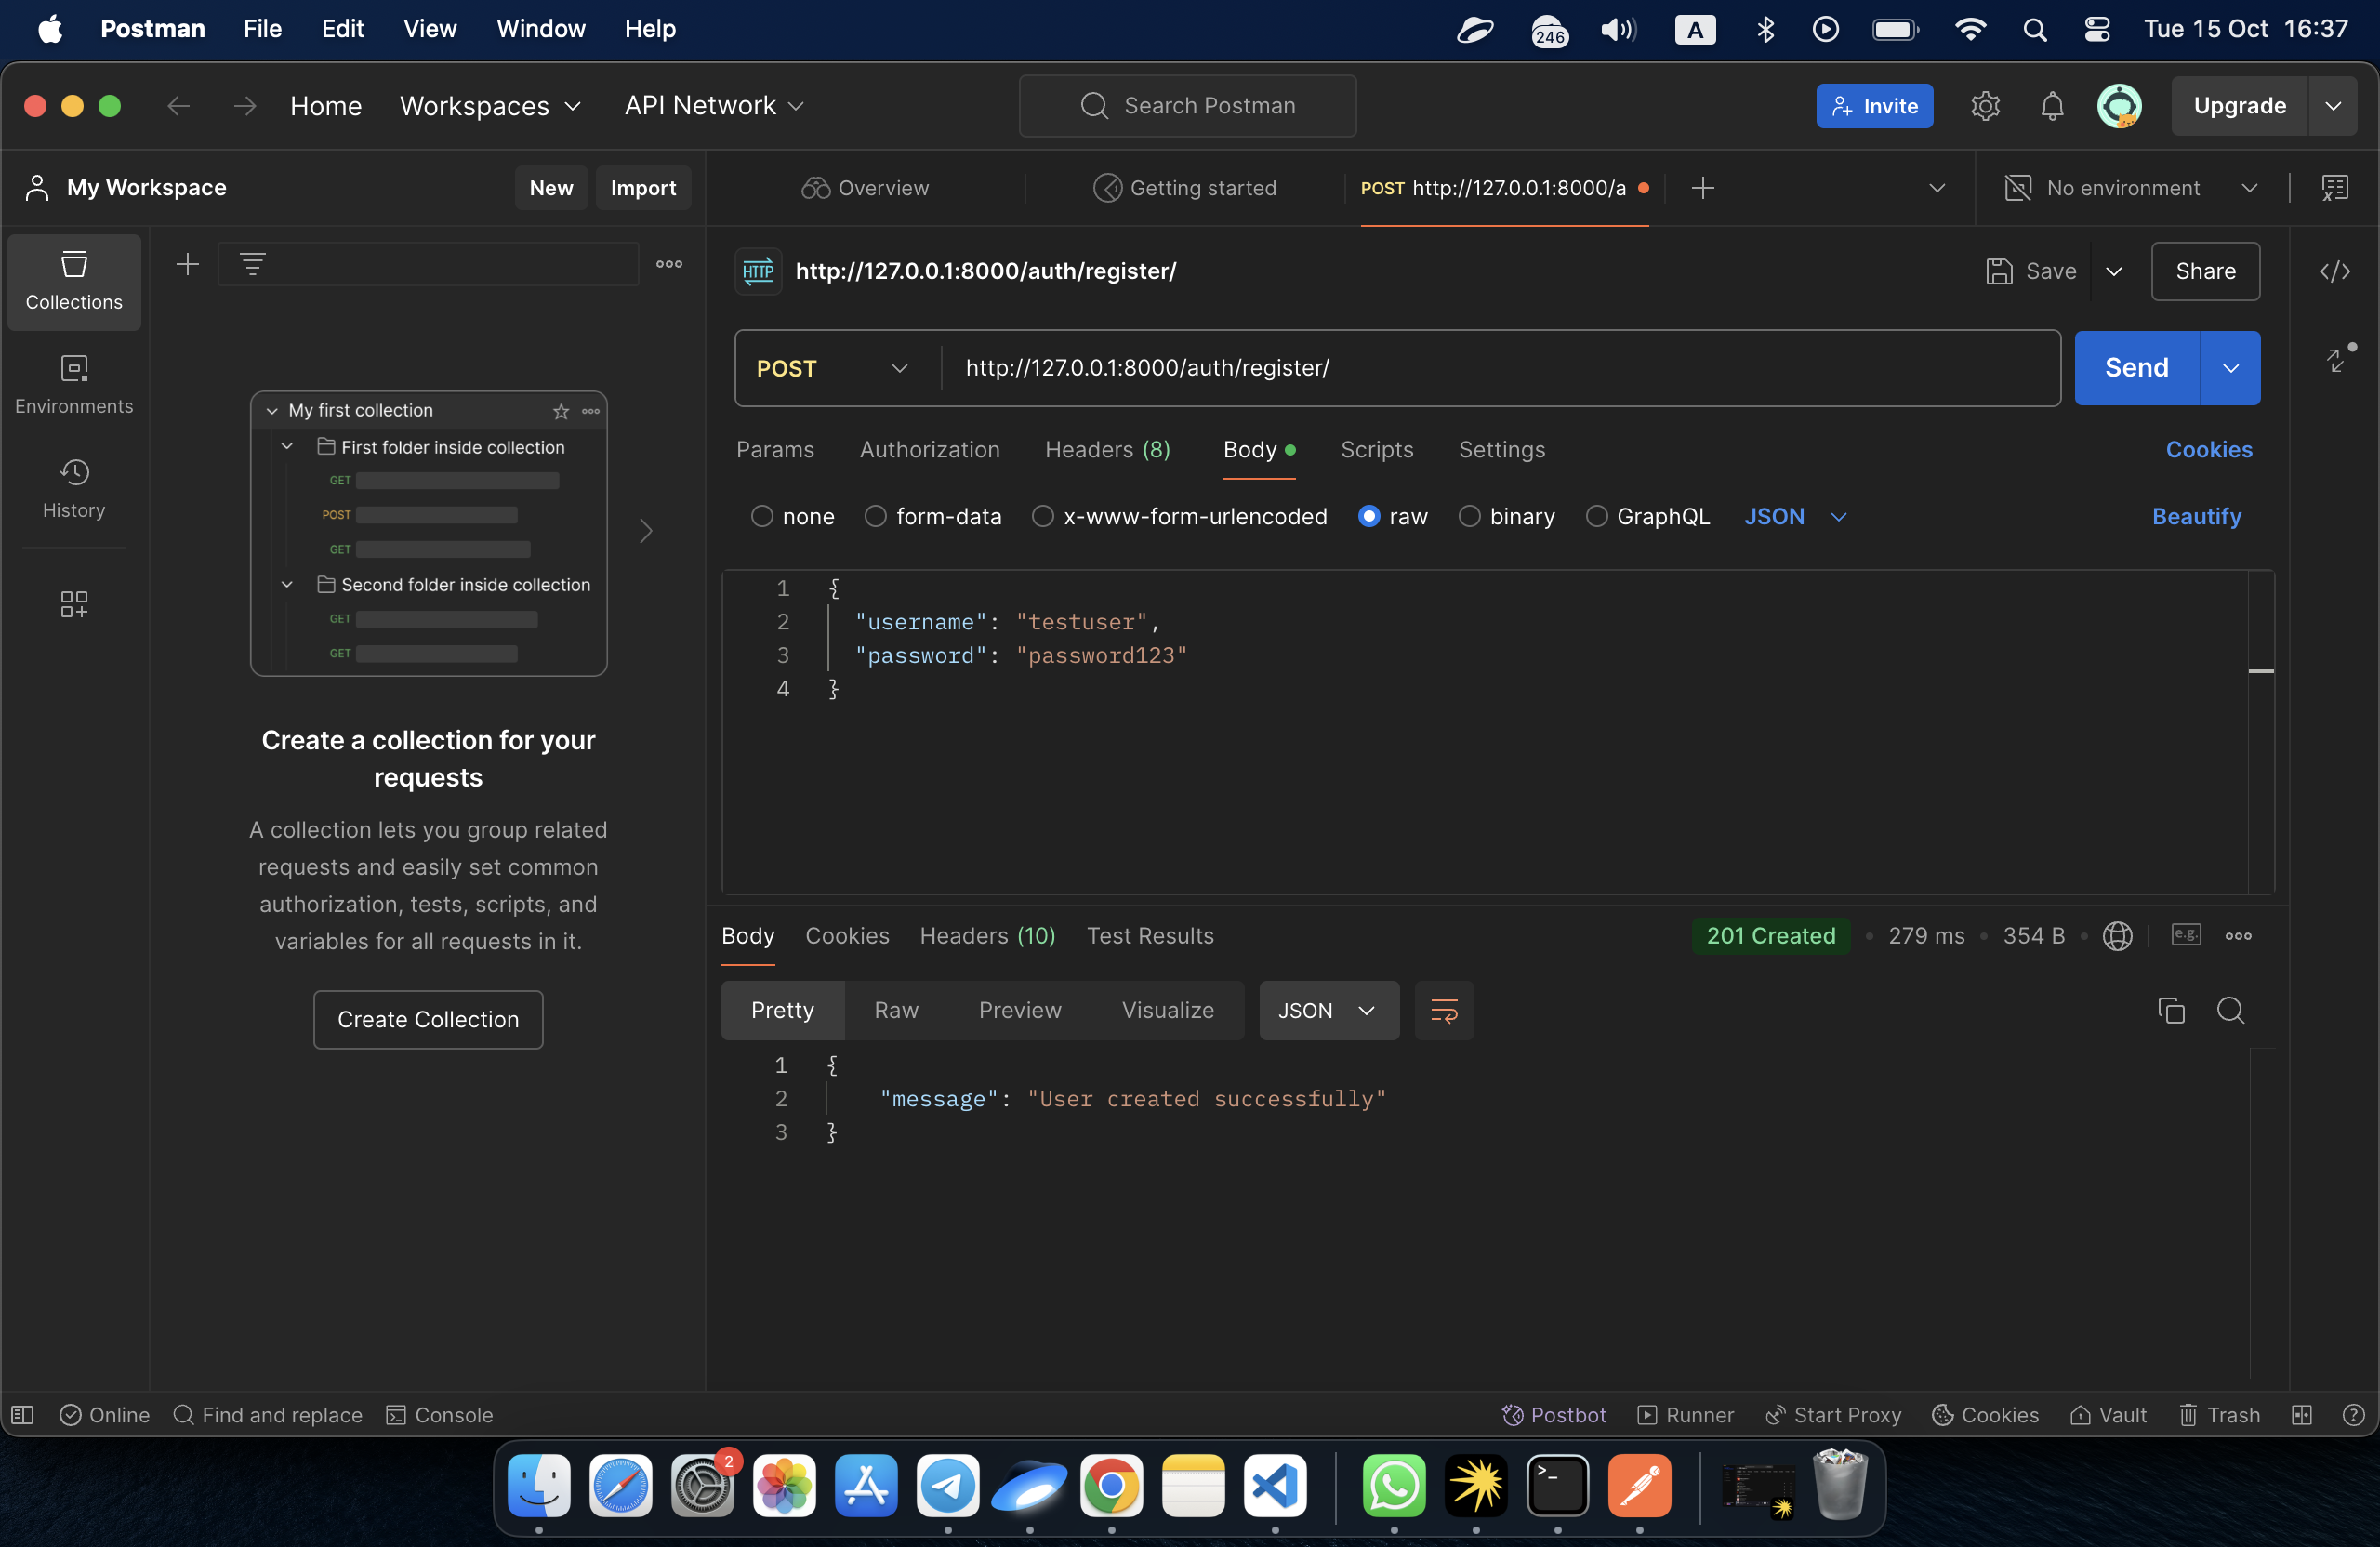 Postman File Edit View Window Help 246 A Tue 15 Oct 16:37
Home Workspaces API Network Search Postman Invite Upgrade
My Workspace New Import Overview Getting started POST http://127.0.0.1:8000/a No environment
Collections
Environments
History
My first collection
First folder inside collection
GET
POST
GET
Second folder inside collection
GET
GET
Create a collection for your
requests
A collection lets you group related
requests and easily set common
authorization, tests, scripts, and
variables for all requests in it.
Create Collection
HTTP http://127.0.0.1:8000/auth/register/ Save Share
POST http://127.0.0.1:8000/auth/register/ Send
Params Authorization Headers (8) Body Scripts Settings Cookies
none form-data x-www-form-urlencoded raw binary GraphQL JSON Beautify
1 {
2 "username": "testuser",
3 "password": "password123"
4 }
Body Cookies Headers (10) Test Results 201 Created 279 ms 354 B e.g.
Pretty Raw Preview Visualize JSON
1 {
2 "message": "User created successfully"
3 }
Online Find and replace Console Postbot Runner Start Proxy Cookies Vault Trash
2